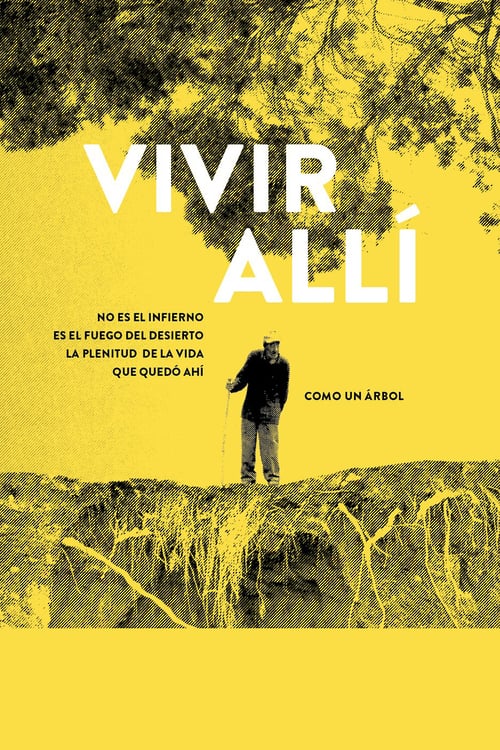 VIVIR
ALLÍ
NO ES EL INFIERNO
ES EL FUEGO DEL DESIERTO
LA PLENITUD DE LA VIDA
QUE QUEDÓ AHÍ
COMO UN ÁRBOL